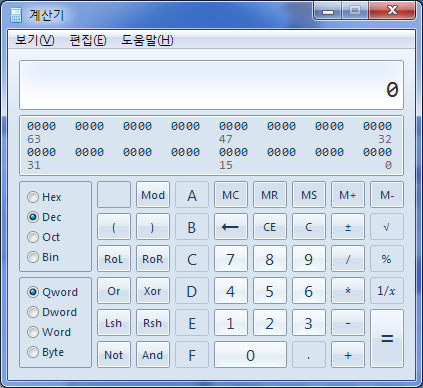 계산기
보기(V) 편집(E) 도움말(H)
0
0000 0000 0000 0000 0000 0000 0000 0000
63 47 32
0000 0000 0000 0000 0000 0000 0000 0000
31 15 0
Hex Mod A MC MR MS M+ M-
Dec ( ) B ← CE C ± √
Oct RoL RoR C 7 8 9 / %
Bin
Qword Or Xor D 4 5 6 * 1/x
Dword Lsh Rsh E 1 2 3 - =
Word
Byte Not And F 0 . +